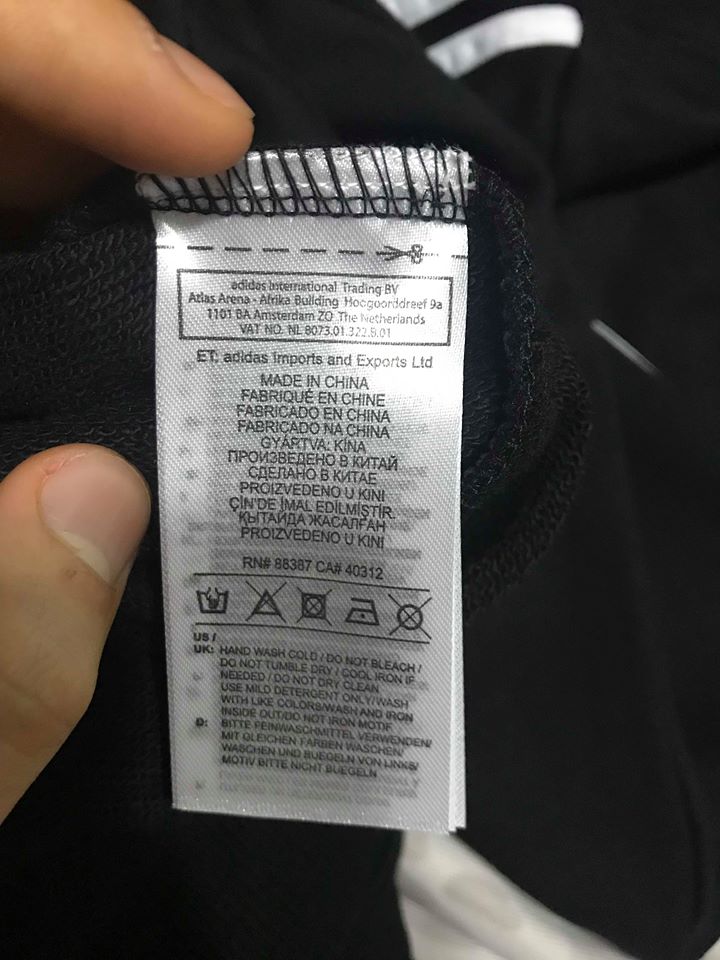 adidas International Trading BV
Atlas Arena - Afrika Building Hoogoorddreef 9a
1101 BA Amsterdam ZO The Netherlands
VAT NO. NL 8073.01.322.B.01
ET: adidas Imports and Exports Ltd
MADE IN CHINA
FABRIQUÉ EN CHINE
FABRICADO EN CHINA
FABRICADO NA CHINA
GYÁRTVA: KÍNA
ПРОИЗВЕДЕНО В КИТАЙ
СДЕЛАНО В КИТАЕ
PROIZVEDENO U KINI
ÇİN'DE İMAL EDİLMİŞTİR.
ҚЫТАЙДА ЖАСАЛҒАН
PROIZVEDENO U KINI
RN# 88387 CA# 40312
US /
UK: HAND WASH COLD / DO NOT BLEACH /
DO NOT TUMBLE DRY / COOL IRON IF
NEEDED / DO NOT DRY CLEAN
USE MILD DETERGENT ONLY/WASH
WITH LIKE COLORS/WASH AND IRON
INSIDE OUT/DO NOT IRON MOTIF
D: BITTE FEINWASCHMITTEL VERWENDEN/
MIT GLEICHEN FARBEN WASCHEN/
WASCHEN UND BUEGELN VON LINKS/
MOTIV BITTE NICHT BUEGELN